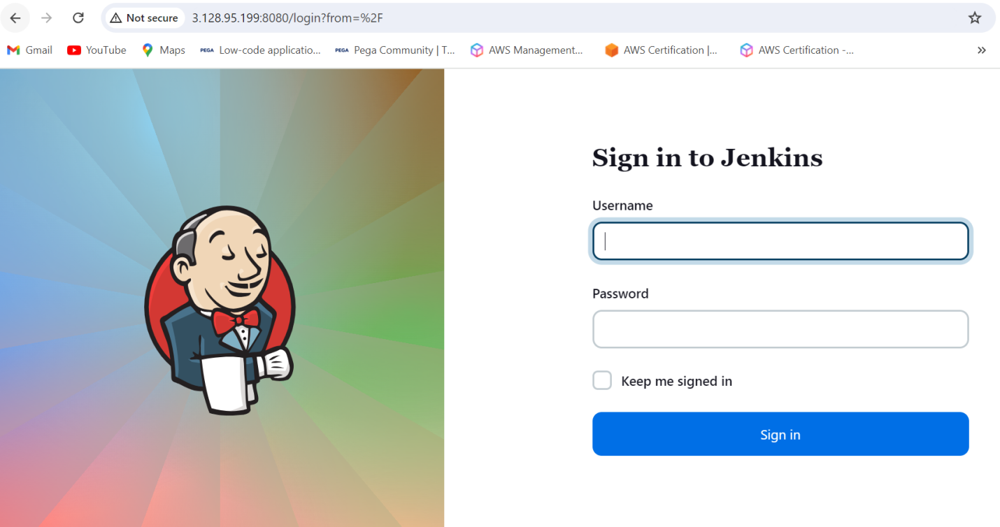 Not secure 3.128.95.199:8080/login?from=%2F
Gmail YouTube Maps PEGA Low-code applicatio... PEGA Pega Community | T... AWS Management... AWS Certification |... AWS Certification -... »
Sign in to Jenkins
Username
Password
Keep me signed in
Sign in